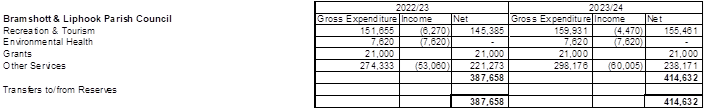 2022/23 2023/24
Bramshott & Liphook Parish Council Gross Expenditure Income Net Gross Expenditure Income Net
Recreation & Tourism 151,655 (6,270) 145,385 159,931 (4,470) 155,461
Environmental Health 7,620 (7,620) - 7,620 (7,620) -
Grants 21,000 21,000 21,000 21,000
Other Services 274,333 (53,060) 221,273 298,176 (60,005) 238,171
387,658 414,632
Transfers to/from Reserves
387,658 414,632